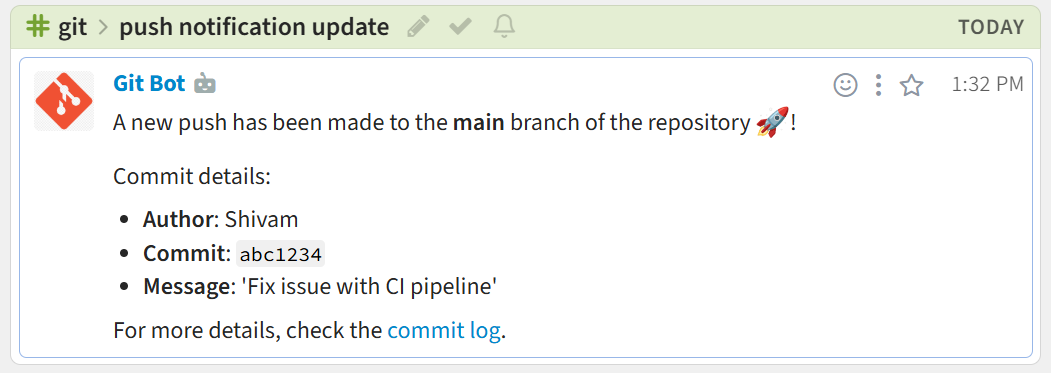 # git > push notification update TODAY
Git Bot 1:32 PM
A new push has been made to the main branch of the repository 🚀!
Commit details:
• Author: Shivam
• Commit: abc1234
• Message: 'Fix issue with CI pipeline'
For more details, check the commit log.